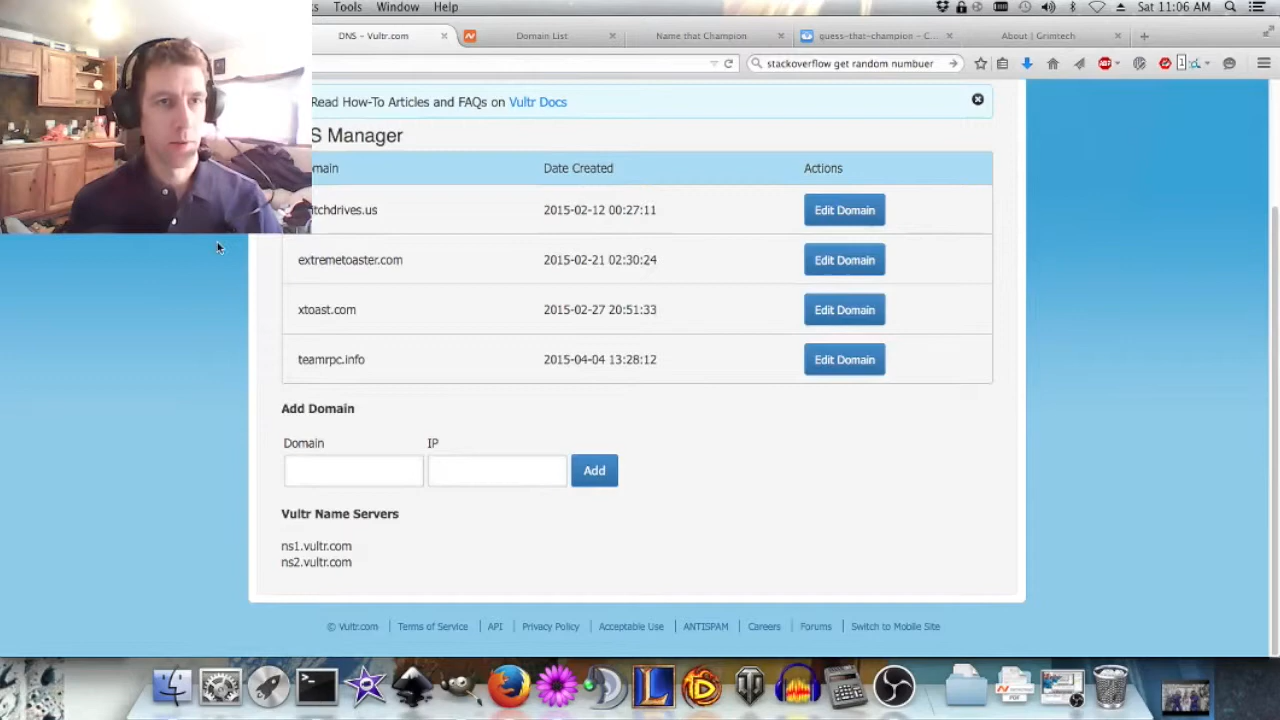 Tools Window Help
Sat 11:06 AM
DNS - Vultr.com
Domain List
Name that Champion
quess-that-champion - C...
About | Grimtech
stackoverflow get random numbuer
Read How-To Articles and FAQs on Vultr Docs
S Manager
main Date Created Actions
tchdrives.us 2015-02-12 00:27:11 Edit Domain
extremetoaster.com 2015-02-21 02:30:24 Edit Domain
xtoast.com 2015-02-27 20:51:33 Edit Domain
teamrpc.info 2015-04-04 13:28:12 Edit Domain
Add Domain
Domain IP
Add
Vultr Name Servers
ns1.vultr.com
ns2.vultr.com
© Vultr.com | Terms of Service | API | Privacy Policy | Acceptable Use | ANTISPAM | Careers | Forums | Switch to Mobile Site